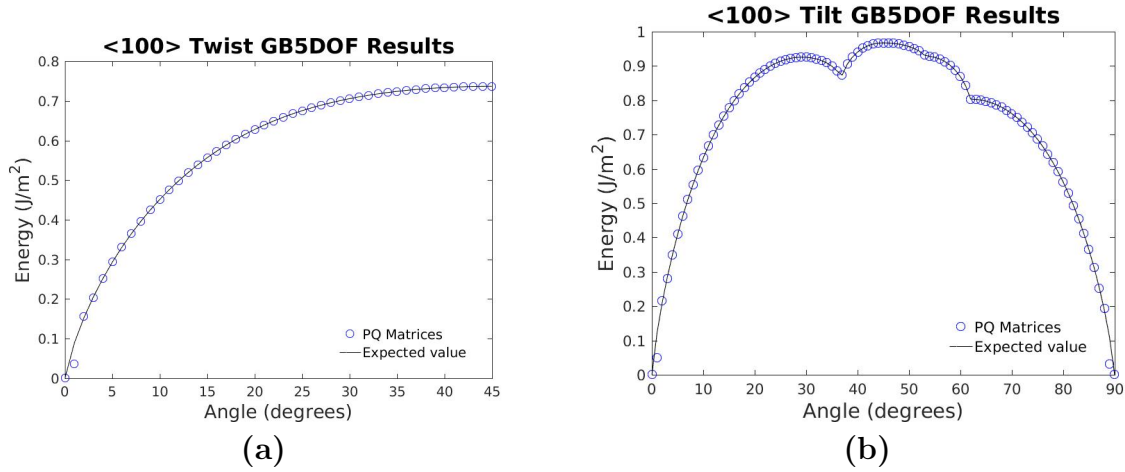 <100> Twist GB5DOF Results
0.8
0.7
0.6
0.5
0.4
0.3
0.2
0.1
0
Energy (J/m²)
PQ Matrices
Expected value
0 5 10 15 20 25 30 35 40 45
Angle (degrees)
(a)
<100> Tilt GB5DOF Results
1
0.9
0.8
0.7
0.6
0.5
0.4
0.3
0.2
0.1
0
Energy (J/m²)
PQ Matrices
Expected value
0 10 20 30 40 50 60 70 80 90
Angle (degrees)
(b)